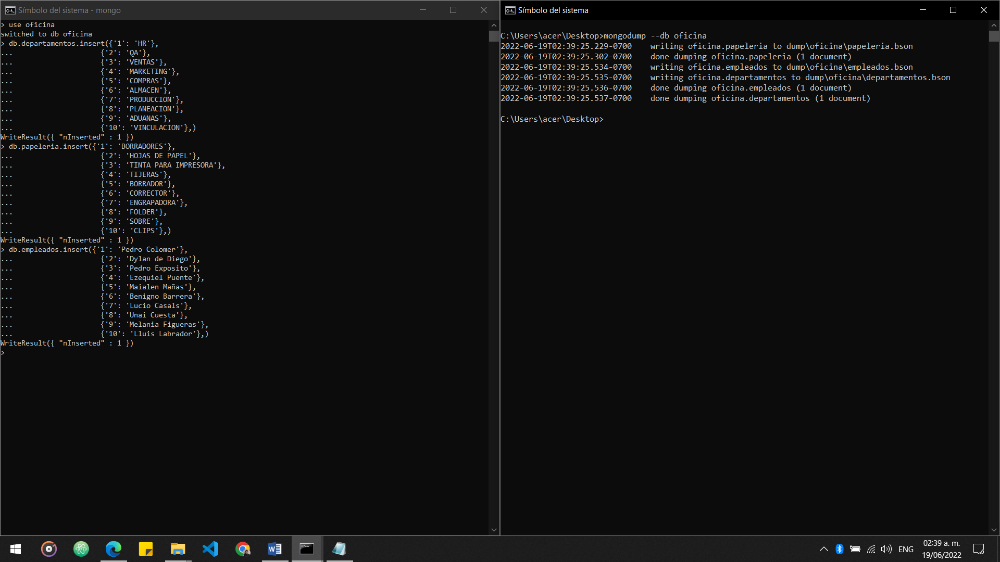 Símbolo del sistema - mongo
> use oficina
switched to db oficina
> db.departamentos.insert({'1': 'HR'},
... {'2': 'QA'},
... {'3': 'VENTAS'},
... {'4': 'MARKETING'},
... {'5': 'COMPRAS'},
... {'6': 'ALMACEN'},
... {'7': 'PRODUCCION'},
... {'8': 'PLANEACION'},
... {'9': 'ADUANAS'},
... {'10': 'VINCULACION'},)
WriteResult({ "nInserted" : 1 })
> db.papeleria.insert({'1': 'BORRADORES'},
... {'2': 'HOJAS DE PAPEL'},
... {'3': 'TINTA PARA IMPRESORA'},
... {'4': 'TIJERAS'},
... {'5': 'BORRADOR'},
... {'6': 'CORRECTOR'},
... {'7': 'ENGRAPADORA'},
... {'8': 'FOLDER'},
... {'9': 'SOBRE'},
... {'10': 'CLIPS'},)
WriteResult({ "nInserted" : 1 })
> db.empleados.insert({'1': 'Pedro Colomer'},
... {'2': 'Dylan de Diego'},
... {'3': 'Pedro Exposito'},
... {'4': 'Ezequiel Puente'},
... {'5': 'Maialen Mañas'},
... {'6': 'Benigno Barrera'},
... {'7': 'Lucio Casals'},
... {'8': 'Unai Cuesta'},
... {'9': 'Melania Figueras'},
... {'10': 'Lluis Labrador'},)
WriteResult({ "nInserted" : 1 })
>
Símbolo del sistema
C:\Users\acer\Desktop>mongodump --db oficina
2022-06-19T02:39:25.229-0700 writing oficina.papeleria to dump\oficina\papeleria.bson
2022-06-19T02:39:25.302-0700 done dumping oficina.papeleria (1 document)
2022-06-19T02:39:25.534-0700 writing oficina.empleados to dump\oficina\empleados.bson
2022-06-19T02:39:25.535-0700 writing oficina.departamentos to dump\oficina\departamentos.bson
2022-06-19T02:39:25.536-0700 done dumping oficina.empleados (1 document)
2022-06-19T02:39:25.537-0700 done dumping oficina.departamentos (1 document)
C:\Users\acer\Desktop>
ENG
02:39 a. m.
19/06/2022